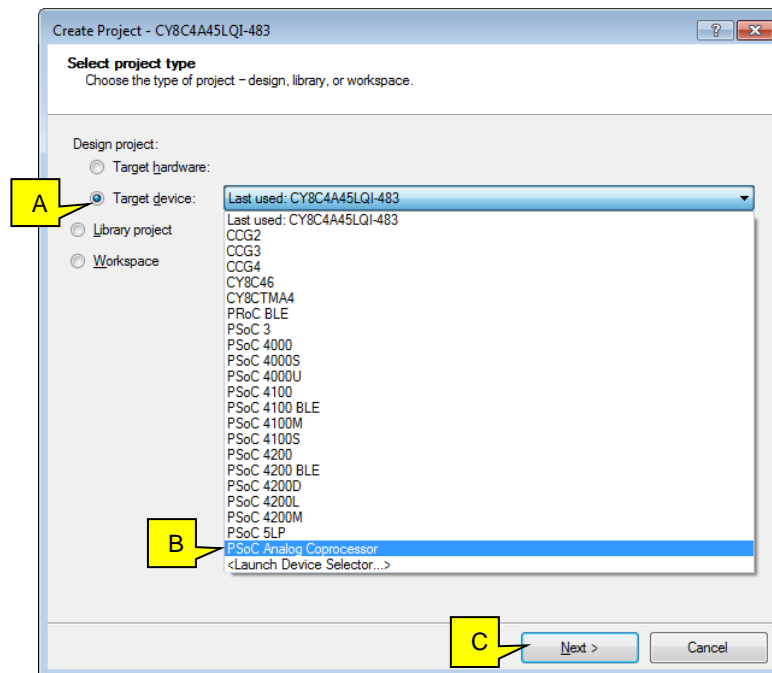 Create Project - CY8C4A45LQI-483
Select project type
Choose the type of project – design, library, or workspace.
Design project:
Target hardware:
A
Target device:
Last used: CY8C4A45LQI-483
Library project
Workspace
Last used: CY8C4A45LQI-483
CCG2
CCG3
CCG4
CY8C46
CY8CTMA4
PRoC BLE
PSoC 3
PSoC 4000
PSoC 4000S
PSoC 4000U
PSoC 4100
PSoC 4100 BLE
PSoC 4100M
PSoC 4100S
PSoC 4200
PSoC 4200 BLE
PSoC 4200D
PSoC 4200L
PSoC 4200M
PSoC 5LP
B
PSoC Analog Coprocessor
<Launch Device Selector...>
C
Next >
Cancel